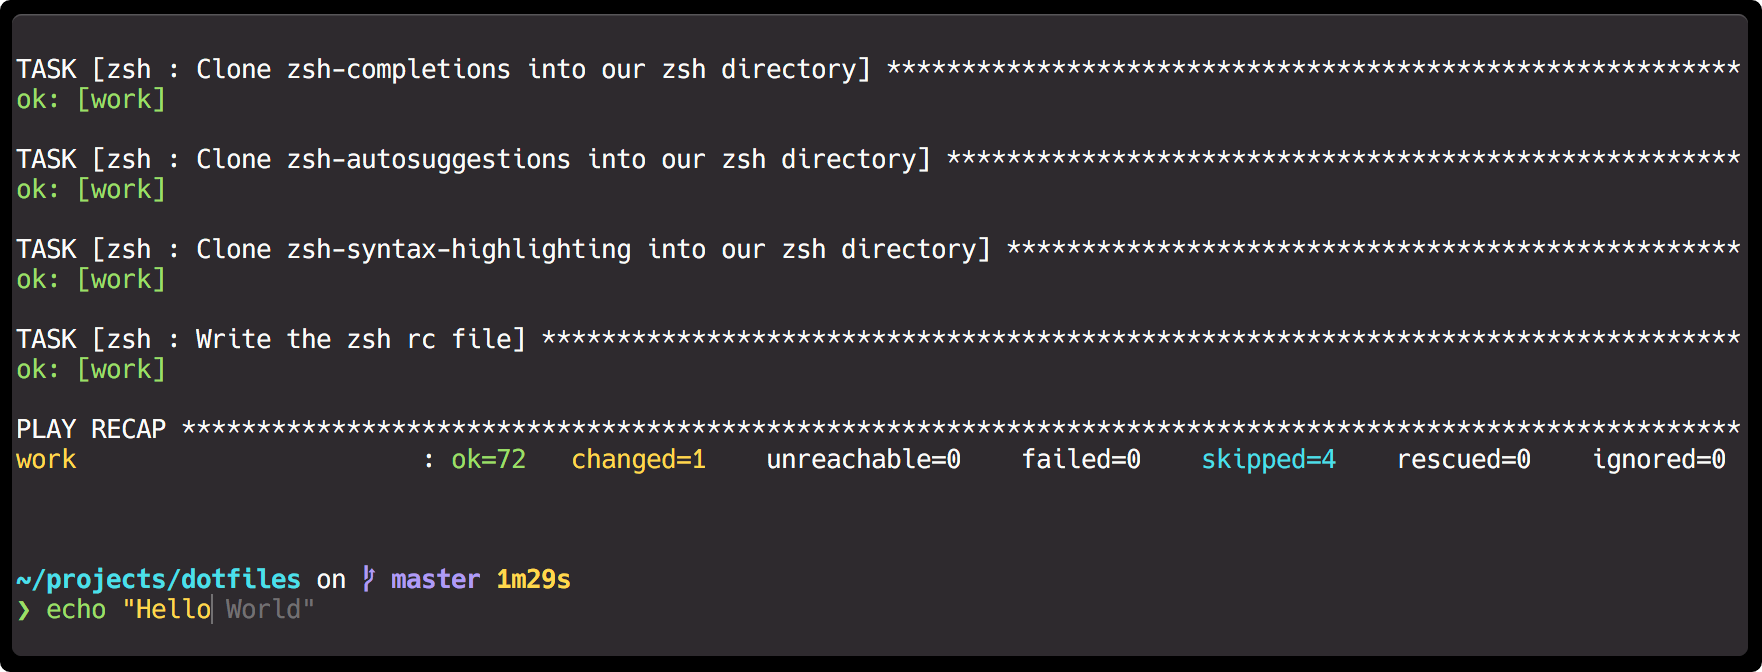 TASK [zsh : Clone zsh-completions into our zsh directory] *********************************************************
ok: [work]
TASK [zsh : Clone zsh-autosuggestions into our zsh directory] *****************************************************
ok: [work]
TASK [zsh : Clone zsh-syntax-highlighting into our zsh directory] *************************************************
ok: [work]
TASK [zsh : Write the zsh rc file] ********************************************************************************
ok: [work]
PLAY RECAP ********************************************************************************************************
work                       : ok=72   changed=1    unreachable=0    failed=0    skipped=4    rescued=0    ignored=0
~/projects/dotfiles on master 1m29s
❯ echo "Hello World"